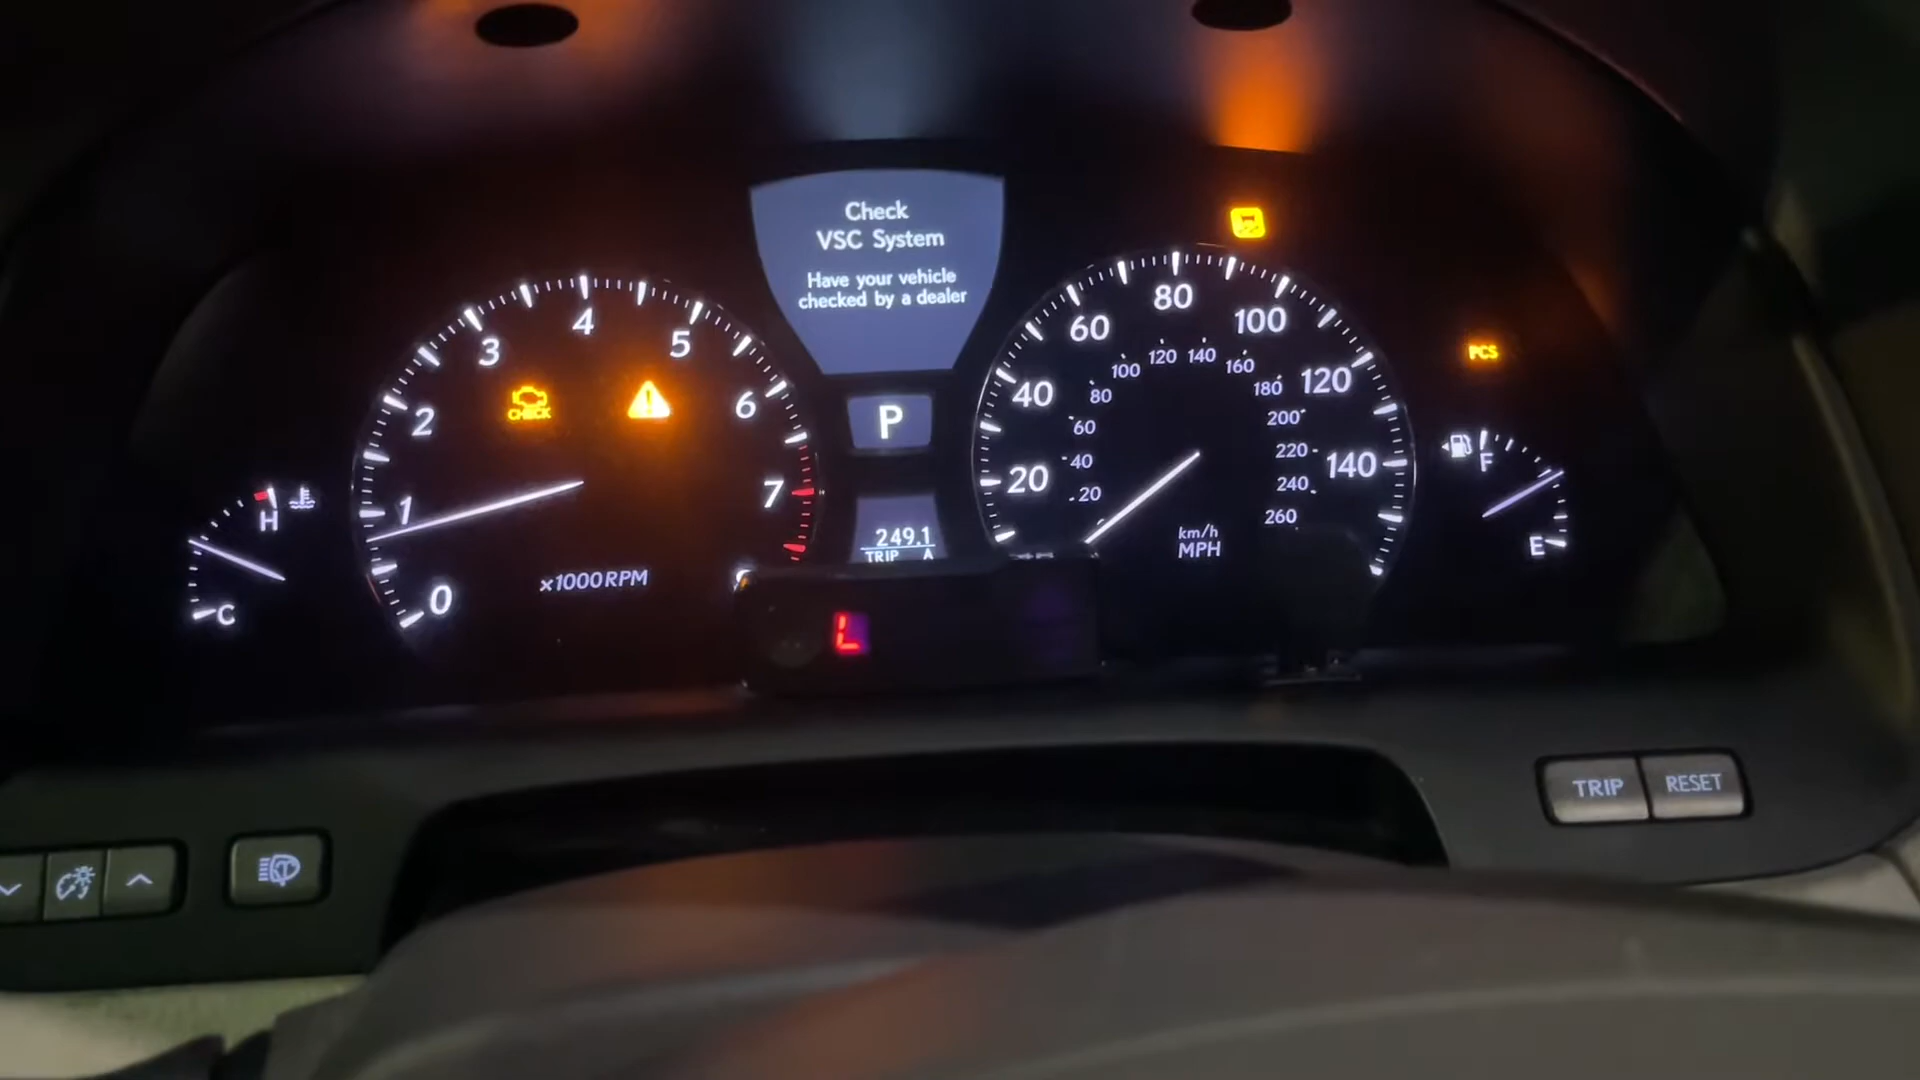 Check
VSC System
Have your vehicle
checked by a dealer
0
1
2
3
4
5
6
7
x1000RPM
CHECK
!
H
C
P
249.1
TRIP A
L
20
40
60
80
100
120
140
20
40
60
80
100
120
140
160
180
200
220
240
260
km/h
MPH
PCS
F
E
TRIP
RESET